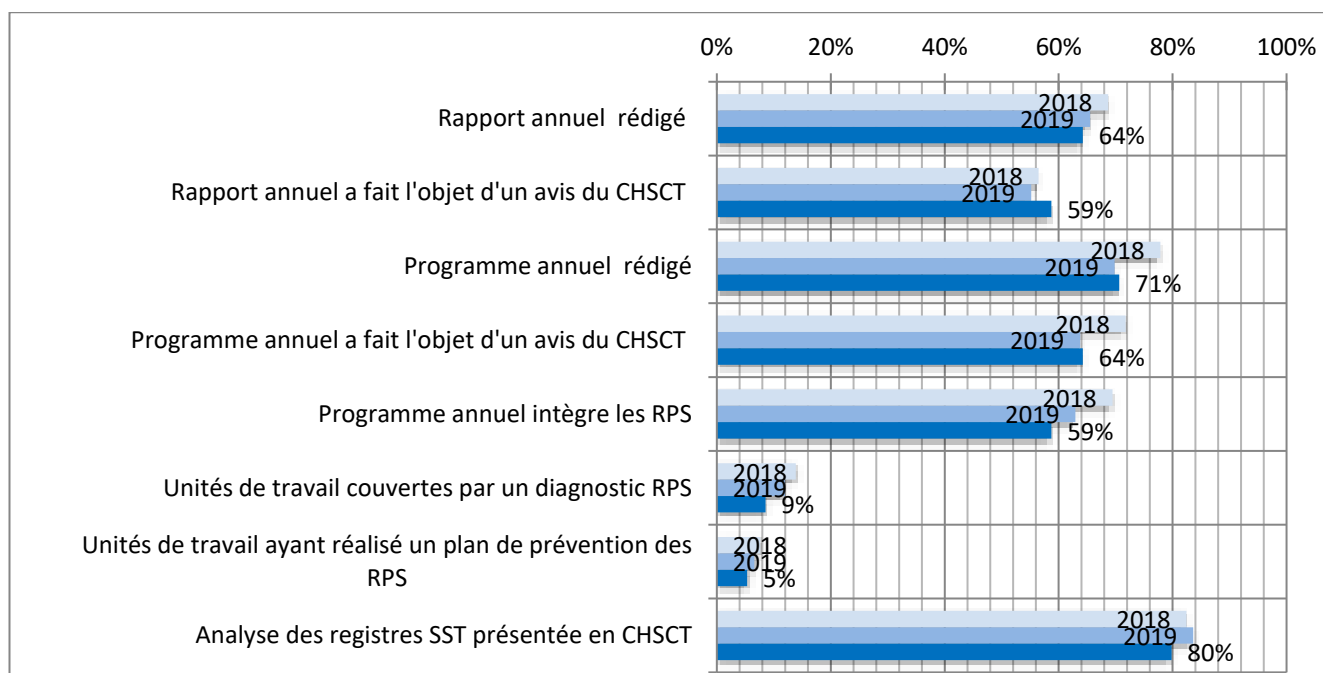 0% 20% 40% 60% 80% 100%
Rapport annuel rédigé
2018
2019
64%
Rapport annuel a fait l'objet d'un avis du CHSCT
2018
2019
59%
Programme annuel rédigé
2018
2019
71%
Programme annuel a fait l'objet d'un avis du CHSCT
2018
2019
64%
Programme annuel intègre les RPS
2018
2019
59%
Unités de travail couvertes par un diagnostic RPS
2018
2019
9%
Unités de travail ayant réalisé un plan de prévention des
RPS
2018
2019
5%
Analyse des registres SST présentée en CHSCT
2018
2019
80%